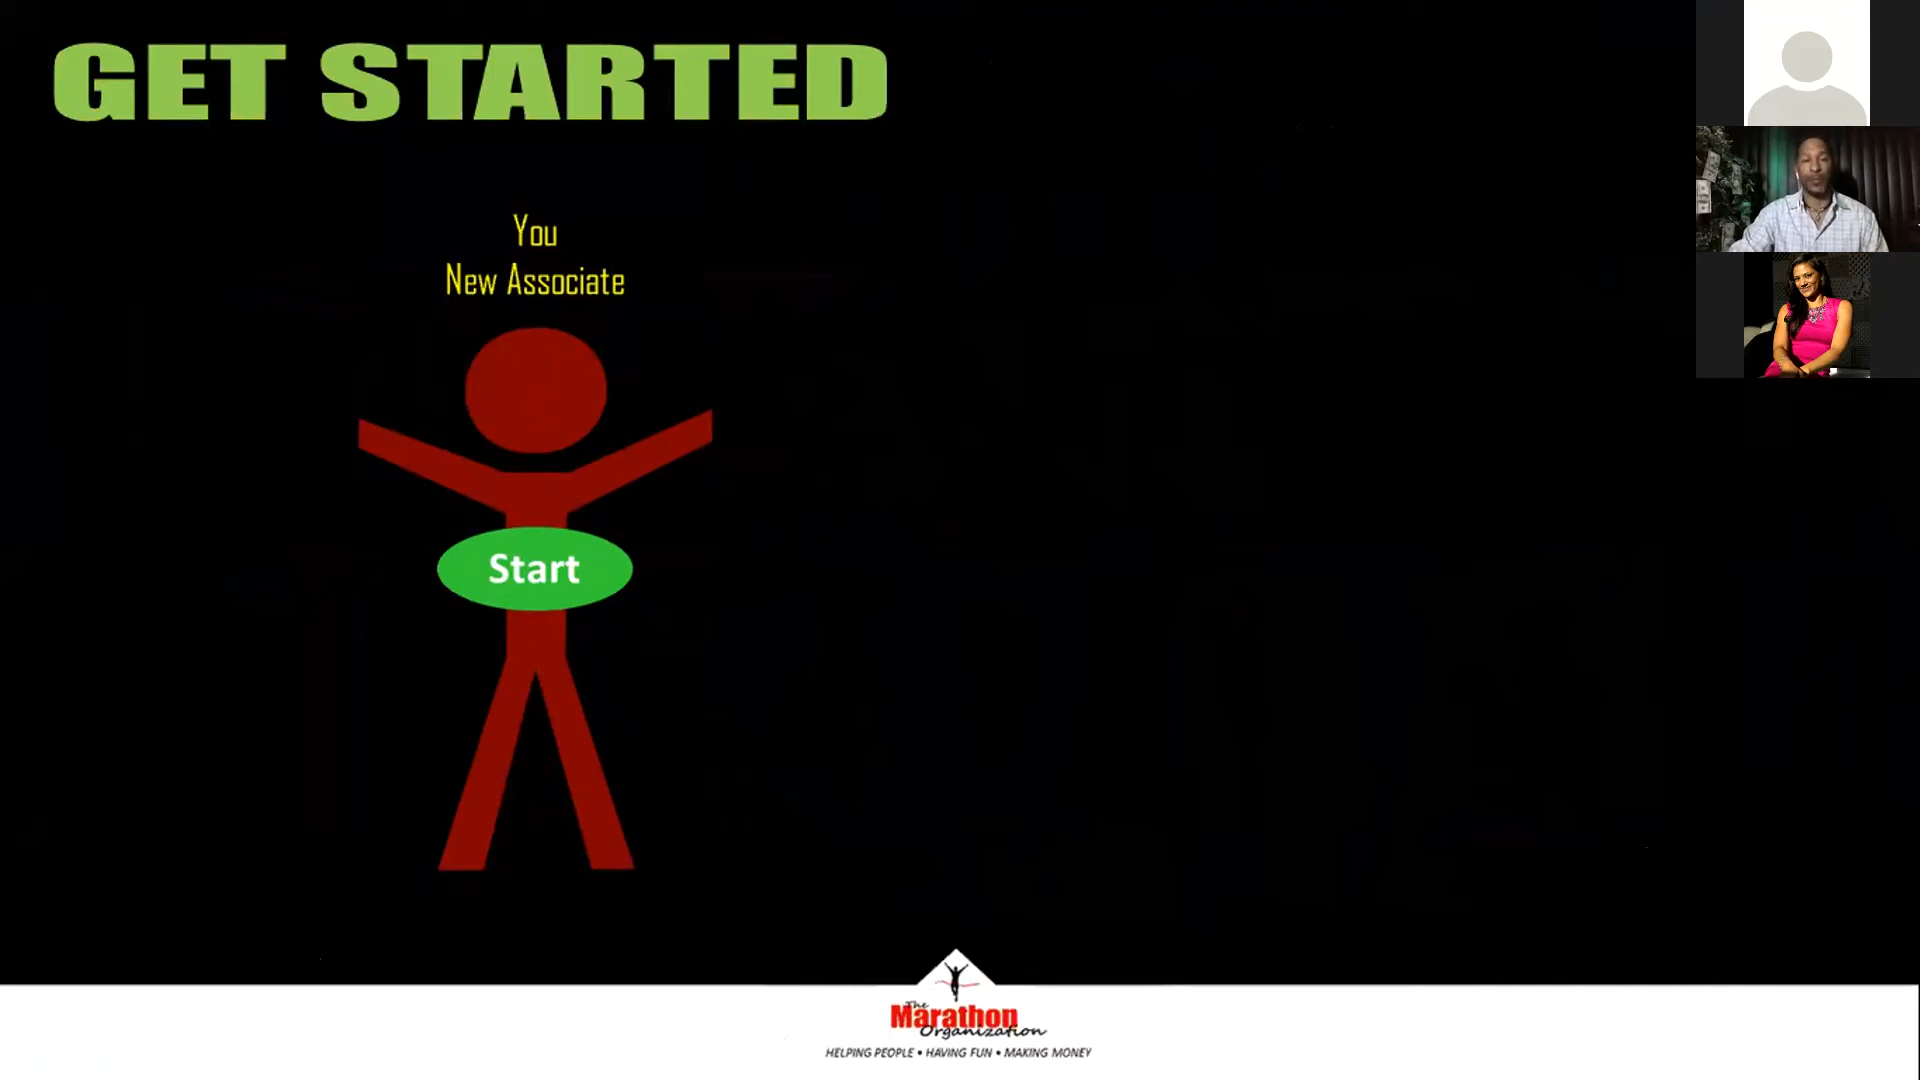 GET STARTED
You
New Associate
Start
The
Marathon
Organization
HELPING PEOPLE • HAVING FUN • MAKING MONEY